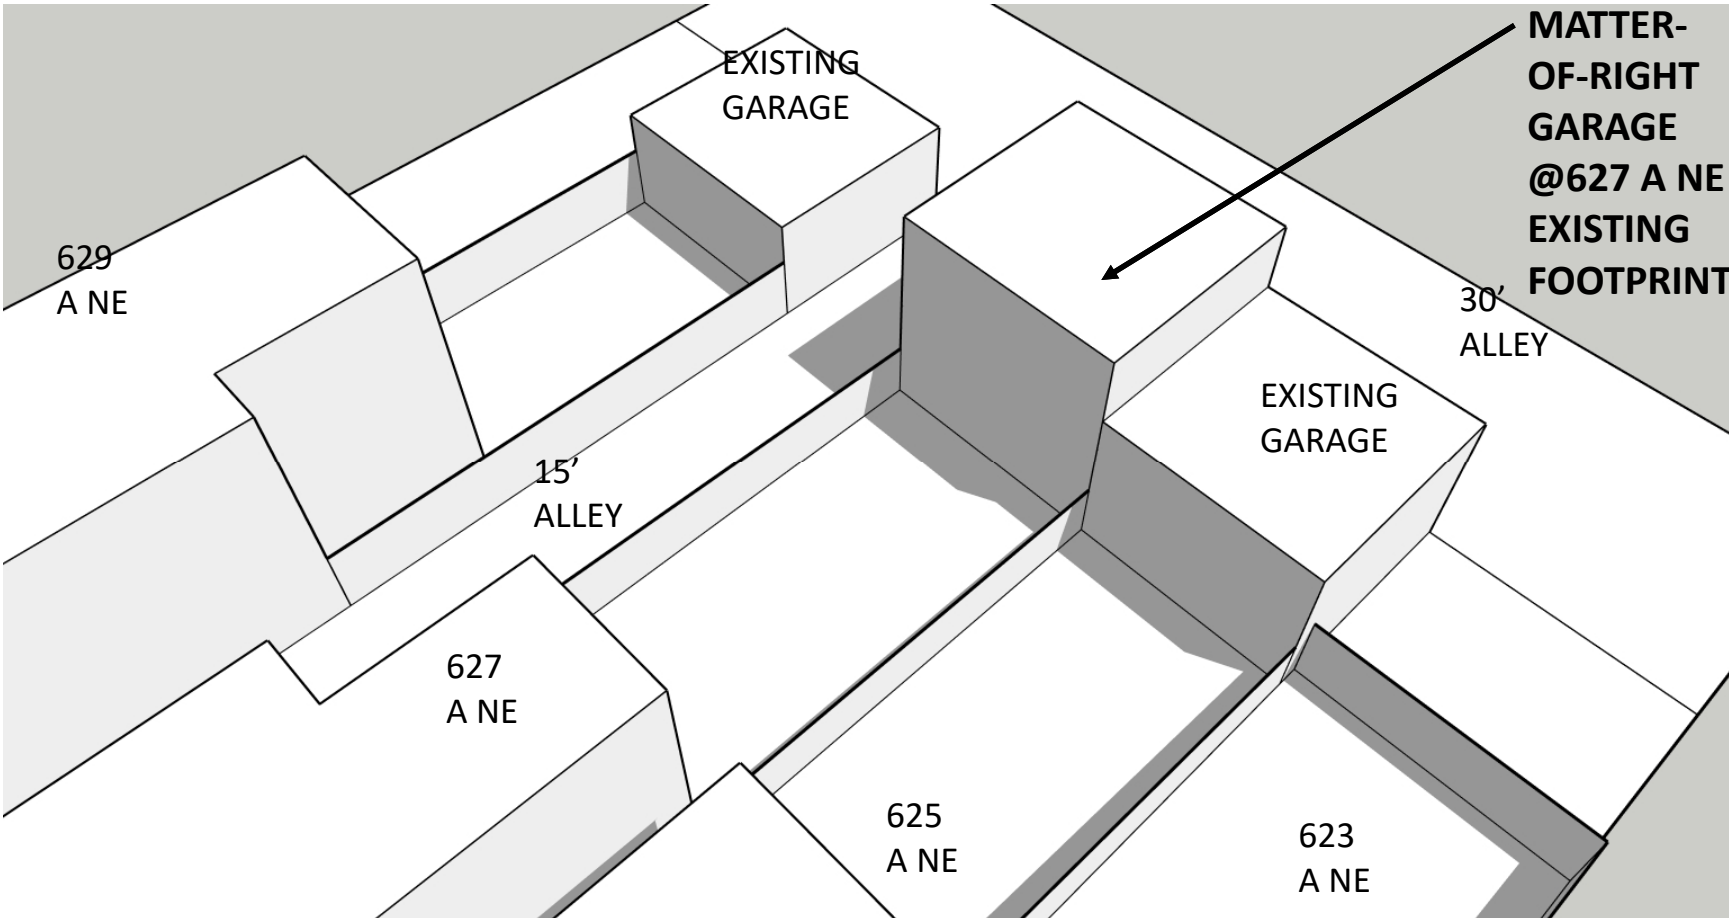 EXISTING
GARAGE
MATTER-
OF-RIGHT
GARAGE
@627 A NE
EXISTING
FOOTPRINT
629
A NE
30’
ALLEY
EXISTING
GARAGE
15’
ALLEY
627
A NE
625
A NE
623
A NE